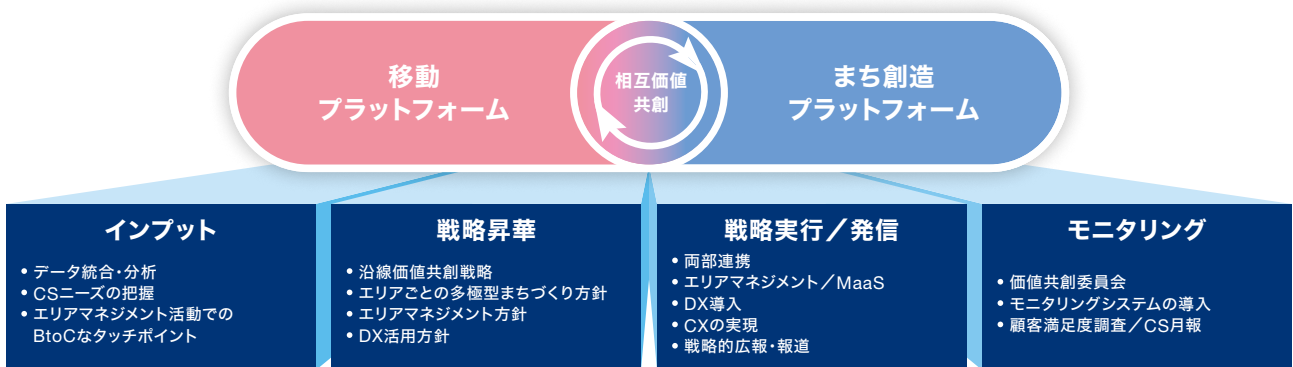 移動
プラットフォーム
相互価値
共創
まち創造
プラットフォーム
インプット
• データ統合・分析
• CSニーズの把握
• エリアマネジメント活動での
BtoCなタッチポイント
戦略昇華
• 沿線価値共創戦略
• エリアごとの多極型まちづくり方針
• エリアマネジメント方針
• DX活用方針
戦略実行／発信
• 両部連携
• エリアマネジメント／MaaS
• DX導入
• CXの実現
• 戦略的広報・報道
モニタリング
• 価値共創委員会
• モニタリングシステムの導入
• 顧客満足度調査／CS月報